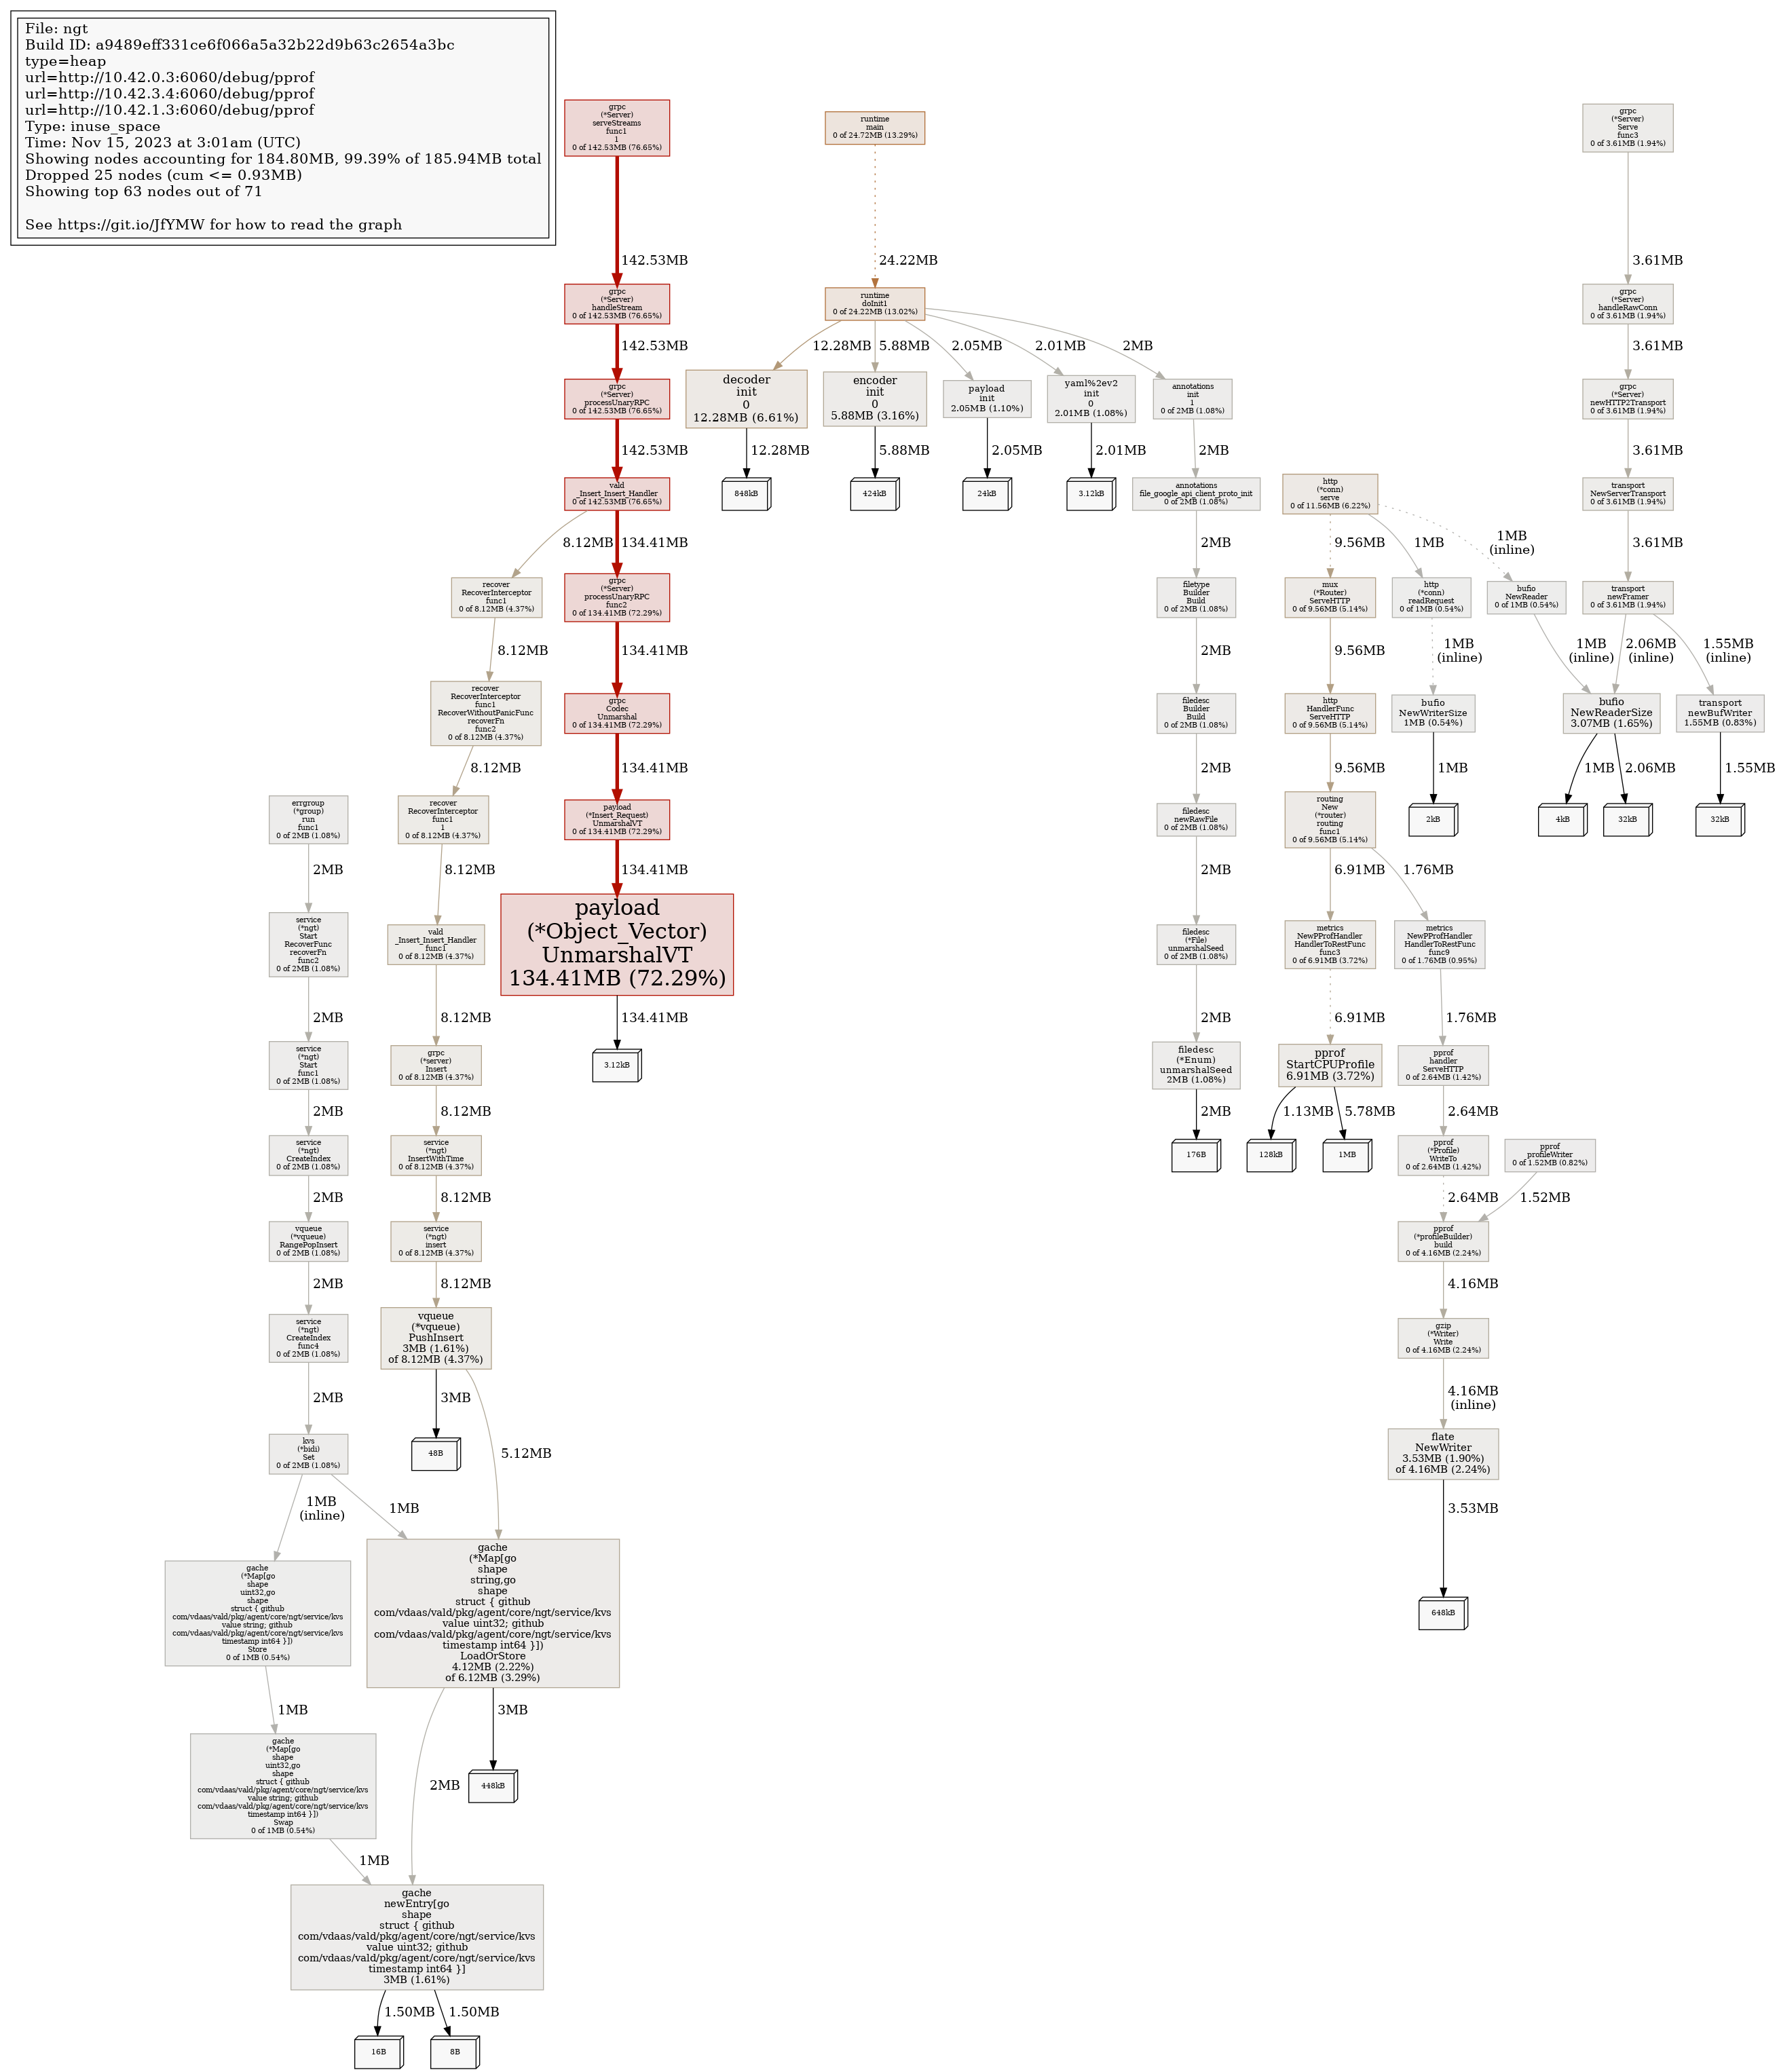 File: ngt
Build ID: a9489eff331ce6f066a5a32b22d9b63c2654a3bc
type=heap
url=http://10.42.0.3:6060/debug/pprof
url=http://10.42.3.4:6060/debug/pprof
url=http://10.42.1.3:6060/debug/pprof
Type: inuse_space
Time: Nov 15, 2023 at 3:01am (UTC)
Showing nodes accounting for 184.80MB, 99.39% of 185.94MB total
Dropped 25 nodes (cum <= 0.93MB)
Showing top 63 nodes out of 71
See https://git.io/JfYMW for how to read the graph
grpc
(*Server)
serveStreams
func1
1
0 of 142.53MB (76.65%)
142.53MB
grpc
(*Server)
handleStream
0 of 142.53MB (76.65%)
142.53MB
grpc
(*Server)
processUnaryRPC
0 of 142.53MB (76.65%)
142.53MB
vald
_Insert_Insert_Handler
0 of 142.53MB (76.65%)
8.12MB
134.41MB
recover
RecoverInterceptor
func1
0 of 8.12MB (4.37%)
8.12MB
recover
RecoverInterceptor
func1
RecoverWithoutPanicFunc
recoverFn
func2
0 of 8.12MB (4.37%)
8.12MB
recover
RecoverInterceptor
func1
1
0 of 8.12MB (4.37%)
8.12MB
vald
_Insert_Insert_Handler
func1
0 of 8.12MB (4.37%)
8.12MB
grpc
(*server)
Insert
0 of 8.12MB (4.37%)
8.12MB
service
(*ngt)
InsertWithTime
0 of 8.12MB (4.37%)
8.12MB
service
(*ngt)
insert
0 of 8.12MB (4.37%)
8.12MB
vqueue
(*vqueue)
PushInsert
3MB (1.61%)
of 8.12MB (4.37%)
3MB
48B
5.12MB
grpc
(*Server)
processUnaryRPC
func2
0 of 134.41MB (72.29%)
134.41MB
grpc
Codec
Unmarshal
0 of 134.41MB (72.29%)
134.41MB
payload
(*Insert_Request)
UnmarshalVT
0 of 134.41MB (72.29%)
134.41MB
payload
(*Object_Vector)
UnmarshalVT
134.41MB (72.29%)
134.41MB
3.12kB
errgroup
(*group)
run
func1
0 of 2MB (1.08%)
2MB
service
(*ngt)
Start
RecoverFunc
recoverFn
func2
0 of 2MB (1.08%)
2MB
service
(*ngt)
Start
func1
0 of 2MB (1.08%)
2MB
service
(*ngt)
CreateIndex
0 of 2MB (1.08%)
2MB
vqueue
(*vqueue)
RangePopInsert
0 of 2MB (1.08%)
2MB
service
(*ngt)
CreateIndex
func4
0 of 2MB (1.08%)
2MB
kvs
(*bidi)
Set
0 of 2MB (1.08%)
1MB
(inline)
1MB
gache
(*Map[go
shape
uint32,go
shape
struct { github
com/vdaas/vald/pkg/agent/core/ngt/service/kvs
value string; github
com/vdaas/vald/pkg/agent/core/ngt/service/kvs
timestamp int64 }])
Store
0 of 1MB (0.54%)
1MB
gache
(*Map[go
shape
uint32,go
shape
struct { github
com/vdaas/vald/pkg/agent/core/ngt/service/kvs
value string; github
com/vdaas/vald/pkg/agent/core/ngt/service/kvs
timestamp int64 }])
Swap
0 of 1MB (0.54%)
1MB
gache
(*Map[go
shape
string,go
shape
struct { github
com/vdaas/vald/pkg/agent/core/ngt/service/kvs
value uint32; github
com/vdaas/vald/pkg/agent/core/ngt/service/kvs
timestamp int64 }])
LoadOrStore
4.12MB (2.22%)
of 6.12MB (3.29%)
2MB
3MB
448kB
gache
newEntry[go
shape
struct { github
com/vdaas/vald/pkg/agent/core/ngt/service/kvs
value uint32; github
com/vdaas/vald/pkg/agent/core/ngt/service/kvs
timestamp int64 }]
3MB (1.61%)
1.50MB
1.50MB
16B
8B
runtime
main
0 of 24.72MB (13.29%)
24.22MB
runtime
doInit1
0 of 24.22MB (13.02%)
12.28MB
5.88MB
2.05MB
2.01MB
2MB
decoder
init
0
12.28MB (6.61%)
12.28MB
848kB
encoder
init
0
5.88MB (3.16%)
5.88MB
424kB
payload
init
2.05MB (1.10%)
2.05MB
24kB
yaml%2ev2
init
0
2.01MB (1.08%)
2.01MB
3.12kB
annotations
init
1
0 of 2MB (1.08%)
2MB
annotations
file_google_api_client_proto_init
0 of 2MB (1.08%)
2MB
filetype
Builder
Build
0 of 2MB (1.08%)
2MB
filedesc
Builder
Build
0 of 2MB (1.08%)
2MB
filedesc
newRawFile
0 of 2MB (1.08%)
2MB
filedesc
(*File)
unmarshalSeed
0 of 2MB (1.08%)
2MB
filedesc
(*Enum)
unmarshalSeed
2MB (1.08%)
2MB
176B
http
(*conn)
serve
0 of 11.56MB (6.22%)
9.56MB
1MB
1MB
(inline)
mux
(*Router)
ServeHTTP
0 of 9.56MB (5.14%)
9.56MB
http
HandlerFunc
ServeHTTP
0 of 9.56MB (5.14%)
9.56MB
routing
New
(*router)
routing
func1
0 of 9.56MB (5.14%)
6.91MB
1.76MB
metrics
NewPProfHandler
HandlerToRestFunc
func3
0 of 6.91MB (3.72%)
6.91MB
pprof
StartCPUProfile
6.91MB (3.72%)
1.13MB
5.78MB
128kB
1MB
metrics
NewPProfHandler
HandlerToRestFunc
func9
0 of 1.76MB (0.95%)
1.76MB
pprof
handler
ServeHTTP
0 of 2.64MB (1.42%)
2.64MB
pprof
(*Profile)
WriteTo
0 of 2.64MB (1.42%)
2.64MB
pprof
profileWriter
0 of 1.52MB (0.82%)
1.52MB
pprof
(*profileBuilder)
build
0 of 4.16MB (2.24%)
4.16MB
gzip
(*Writer)
Write
0 of 4.16MB (2.24%)
4.16MB
(inline)
flate
NewWriter
3.53MB (1.90%)
of 4.16MB (2.24%)
3.53MB
648kB
http
(*conn)
readRequest
0 of 1MB (0.54%)
1MB
(inline)
bufio
NewWriterSize
1MB (0.54%)
1MB
2kB
bufio
NewReader
0 of 1MB (0.54%)
1MB
(inline)
grpc
(*Server)
Serve
func3
0 of 3.61MB (1.94%)
3.61MB
grpc
(*Server)
handleRawConn
0 of 3.61MB (1.94%)
3.61MB
grpc
(*Server)
newHTTP2Transport
0 of 3.61MB (1.94%)
3.61MB
transport
NewServerTransport
0 of 3.61MB (1.94%)
3.61MB
transport
newFramer
0 of 3.61MB (1.94%)
2.06MB
(inline)
1.55MB
(inline)
bufio
NewReaderSize
3.07MB (1.65%)
1MB
2.06MB
4kB
32kB
transport
newBufWriter
1.55MB (0.83%)
1.55MB
32kB